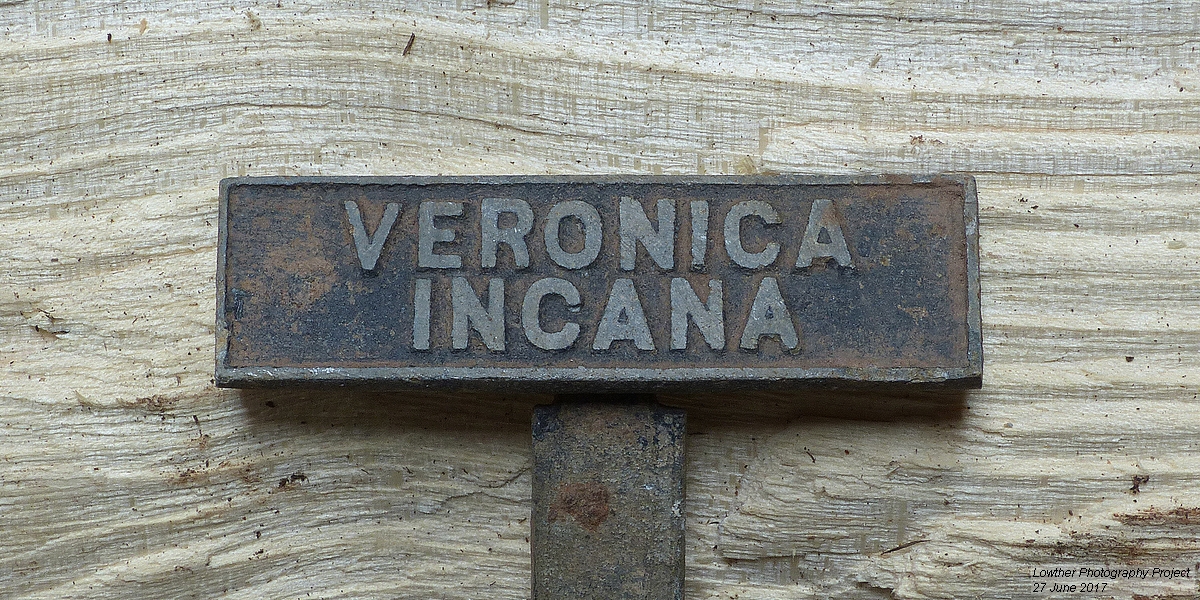 VERONICA
INCANA
Lowther Photography Project
27 June 2017